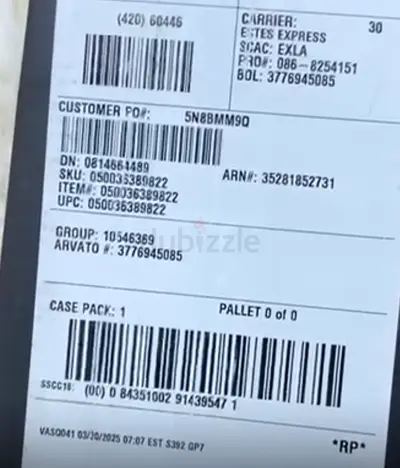 (420) 60446
CARRIER: 30
ESTES EXPRESS
SCAC: EXLA
PRO#: 086-8254151
BOL: 3776945085
CUSTOMER PO#: 5N8BMM9Q
DN: 0814664489
SKU: 050036389822
ARN#: 35281852731
ITEM#: 050036389822
UPC: 050036389822
dubizzle
GROUP: 10546369
ARVATO #: 3776945085
CASE PACK: 1 PALLET 0 of 0
SSCC18: (00) 0 84351002 91439547 1
VASQ041 03/20/2025 07:07 EST S392 GP7
*RP*